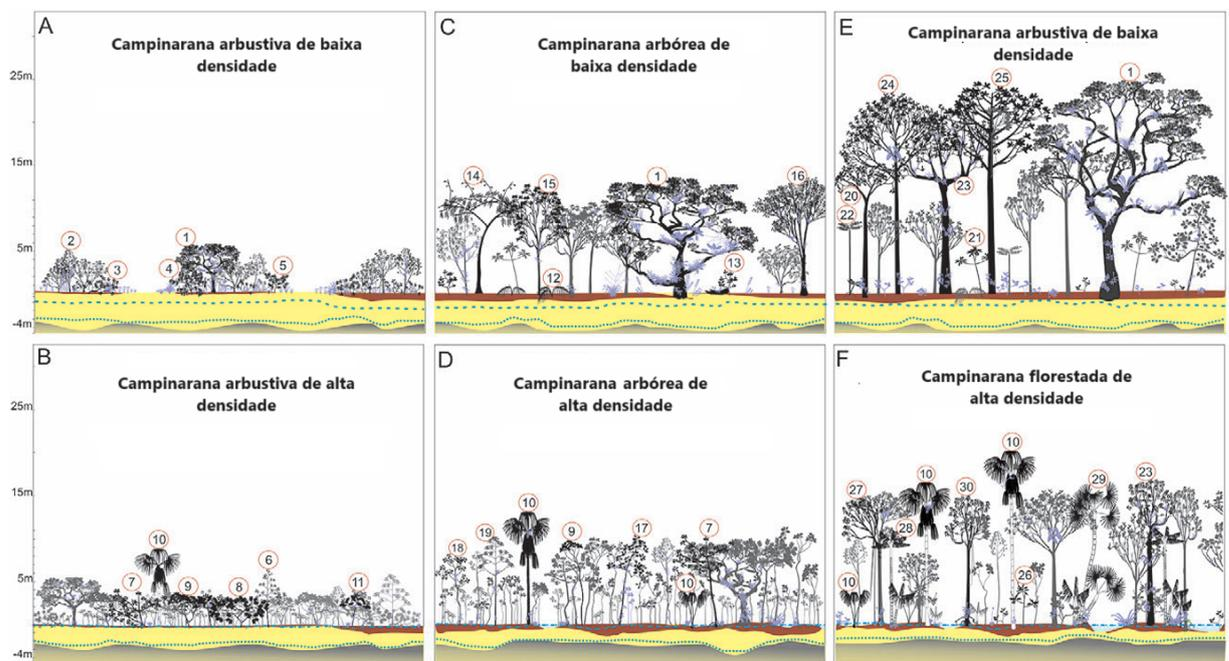 A
Campinarana arbustiva de baixa
densidade
25m
15m
5m
-4m
2
3
4
1
5
C
Campinarana arbórea de
baixa densidade
14
15
1
16
12
13
E
Campinarana arbustiva de baixa
densidade
24
25
1
20
22
23
21
B
Campinarana arbustiva de alta
densidade
25m
15m
5m
-4m
10
7
9
8
6
11
D
Campinarana arbórea de
alta densidade
18
19
10
9
17
7
10
F
Campinarana florestada de
alta densidade
27
10
28
30
10
29
23
10
26